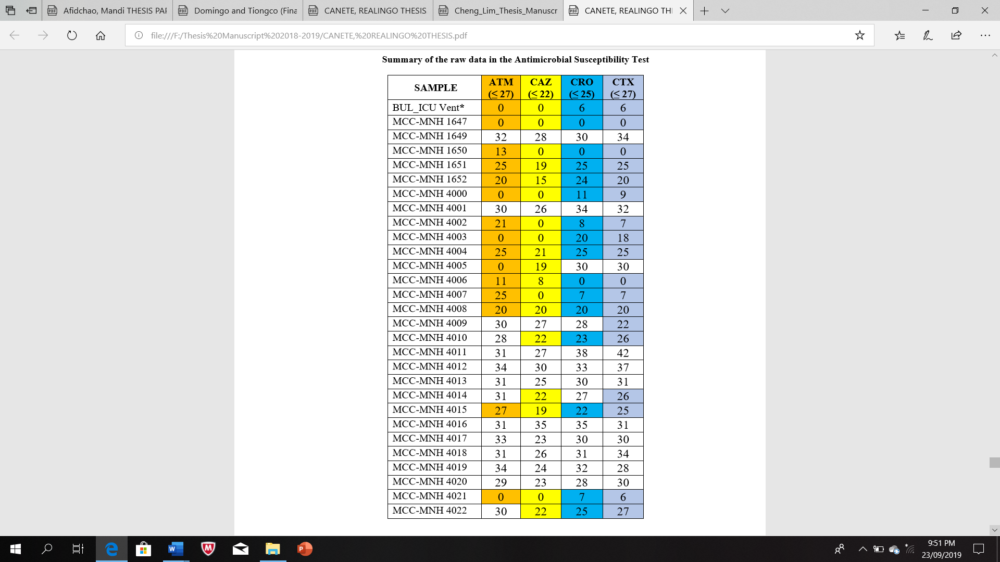 Afidchao, Mandi THESIS PAF
Domingo and Tiongco (Fina
CANETE, REALINGO THESIS
Cheng_Lim_Thesis_Manuscr
CANETE, REALINGO THE
file:///F:/Thesis%20Manuscript%202018-2019/CANETE,%20REALINGO%20THESIS.pdf
Summary of the raw data in the Antimicrobial Susceptibility Test
SAMPLE ATM (≤ 27) CAZ (≤ 22) CRO (≤ 25) CTX (≤ 27)
BUL_ICU Vent* 0 0 6 6
MCC-MNH 1647 0 0 0 0
MCC-MNH 1649 32 28 30 34
MCC-MNH 1650 13 0 0 0
MCC-MNH 1651 25 19 25 25
MCC-MNH 1652 20 15 24 20
MCC-MNH 4000 0 0 11 9
MCC-MNH 4001 30 26 34 32
MCC-MNH 4002 21 0 8 7
MCC-MNH 4003 0 0 20 18
MCC-MNH 4004 25 21 25 25
MCC-MNH 4005 0 19 30 30
MCC-MNH 4006 11 8 0 0
MCC-MNH 4007 25 0 7 7
MCC-MNH 4008 20 20 20 20
MCC-MNH 4009 30 27 28 22
MCC-MNH 4010 28 22 23 26
MCC-MNH 4011 31 27 38 42
MCC-MNH 4012 34 30 33 37
MCC-MNH 4013 31 25 30 31
MCC-MNH 4014 31 22 27 26
MCC-MNH 4015 27 19 22 25
MCC-MNH 4016 31 35 35 31
MCC-MNH 4017 33 23 30 30
MCC-MNH 4018 31 26 31 34
MCC-MNH 4019 34 24 32 28
MCC-MNH 4020 29 23 28 30
MCC-MNH 4021 0 0 7 6
MCC-MNH 4022 30 22 25 27
9:51 PM
23/09/2019